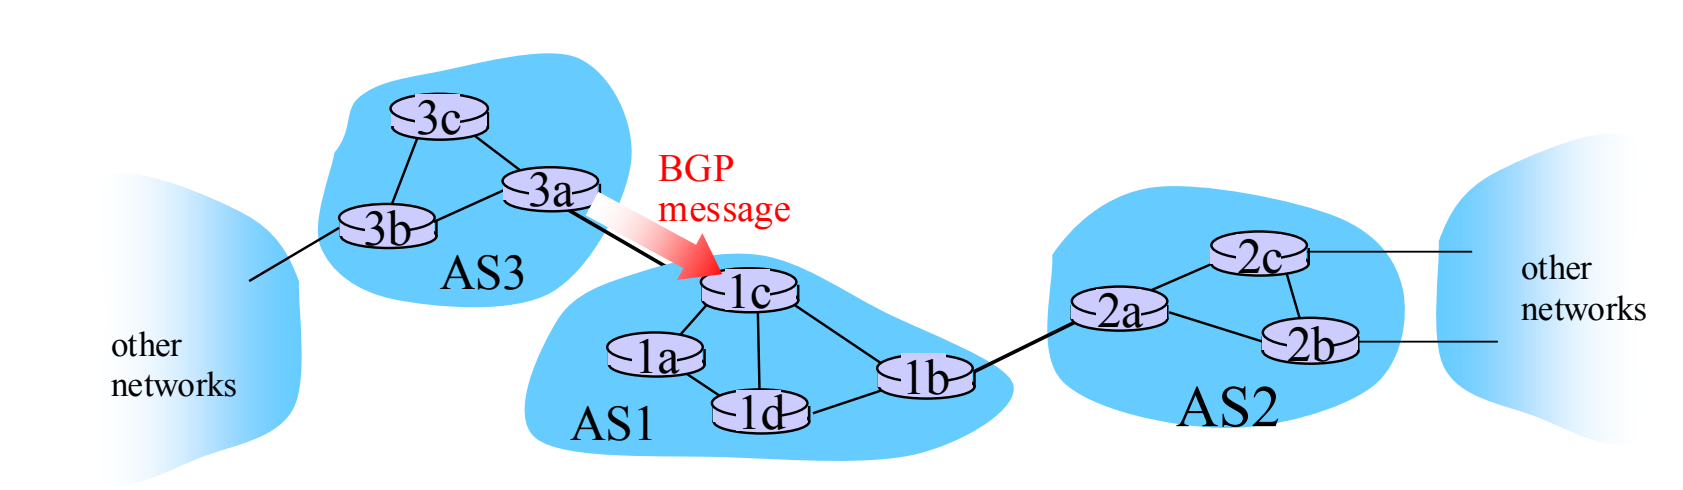 3c
BGP
3a
message
3b
AS3
other
networks
1c
1a
1b
1d
AS1
2c
2a
2b
AS2
other
networks